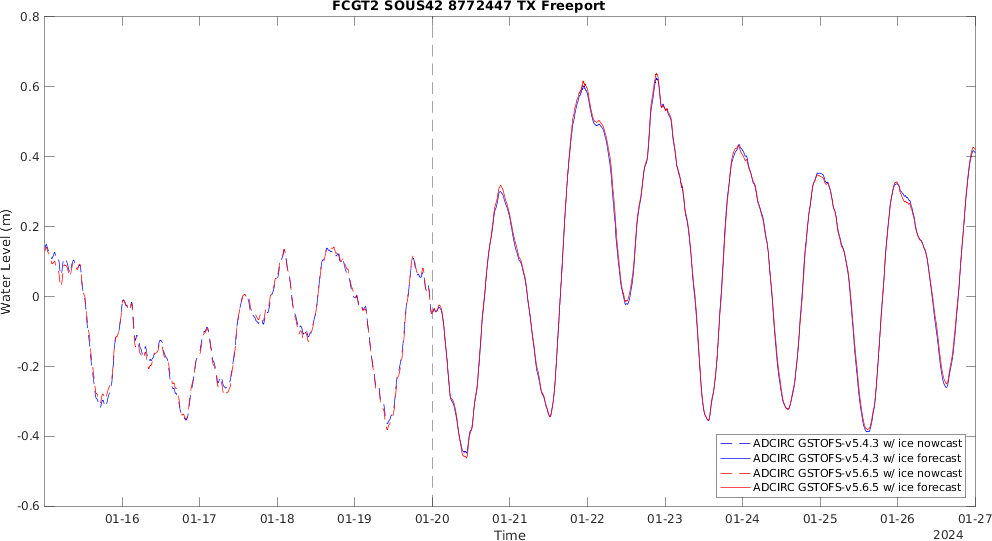 FCGT2 SOUS42 8772447 TX Freeport
0.8
0.6
0.4
0.2
0
-0.2
-0.4
-0.6
Water Level (m)
ADCIRC GSTOFS-v5.4.3 w/ ice nowcast
ADCIRC GSTOFS-v5.4.3 w/ ice forecast
ADCIRC GSTOFS-v5.6.5 w/ ice nowcast
ADCIRC GSTOFS-v5.6.5 w/ ice forecast
01-16 01-17 01-18 01-19 01-20 01-21 01-22 01-23 01-24 01-25 01-26 01-27
Time
2024